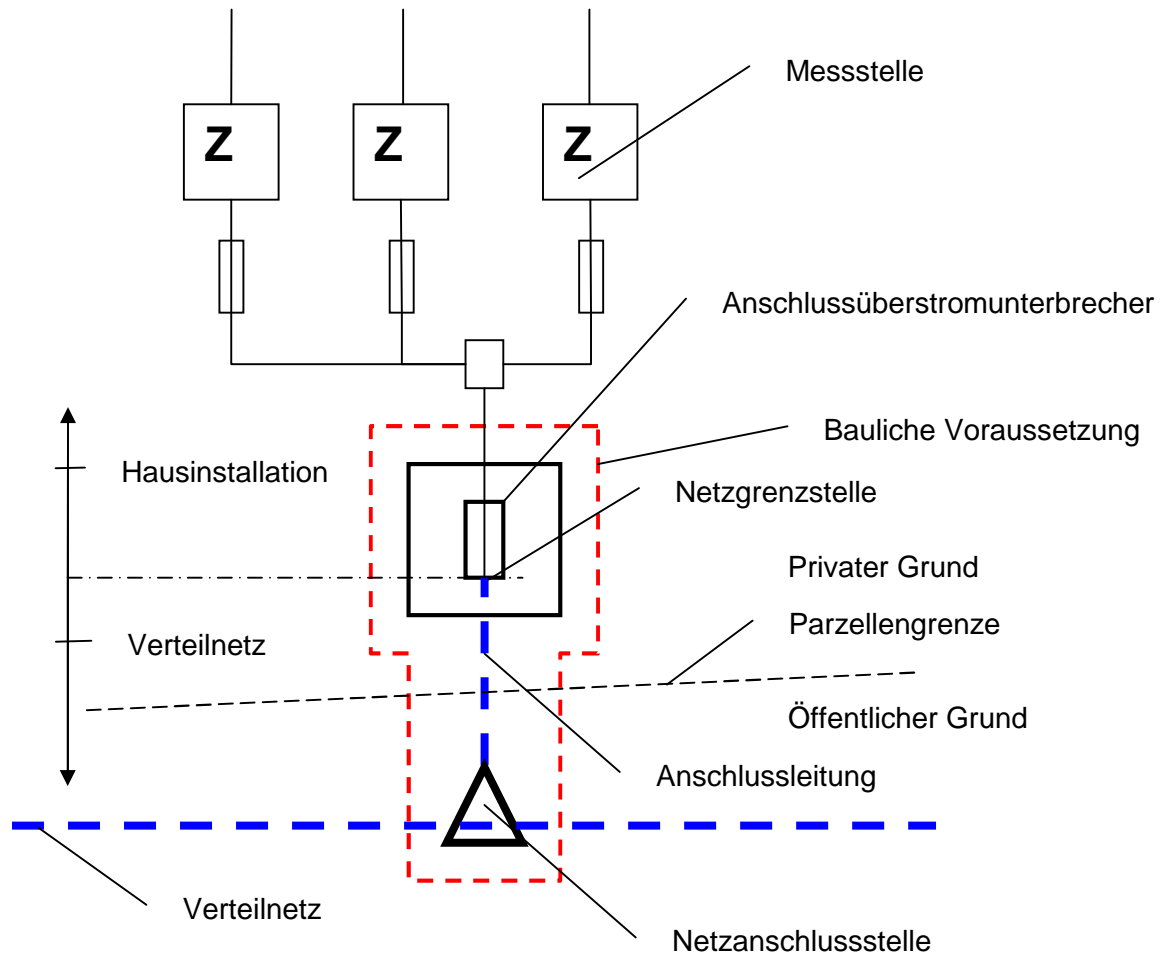 Messstelle
Z Z Z
Anschlussüberstromunterbrecher
Bauliche Voraussetzung
Hausinstallation
Netzgrenzstelle
Privater Grund
Parzellengrenze
Verteilnetz
Öffentlicher Grund
Anschlussleitung
Verteilnetz
Netzanschlussstelle